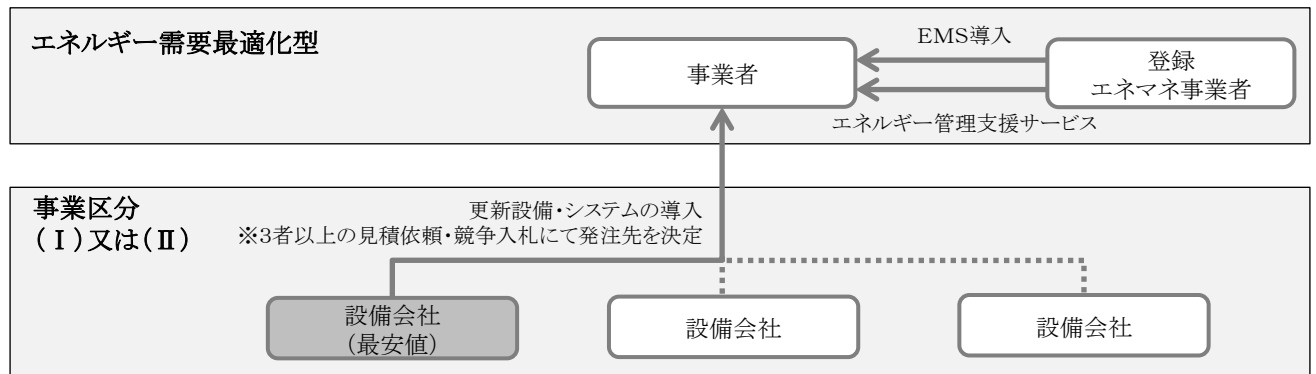 エネルギー需要最適化型
EMS導入
事業者
登録
エネマネ事業者
エネルギー管理支援サービス
事業区分
(Ⅰ)又は(Ⅱ)
更新設備・システムの導入
※3者以上の見積依頼・競争入札にて発注先を決定
設備会社
(最安値)
設備会社
設備会社